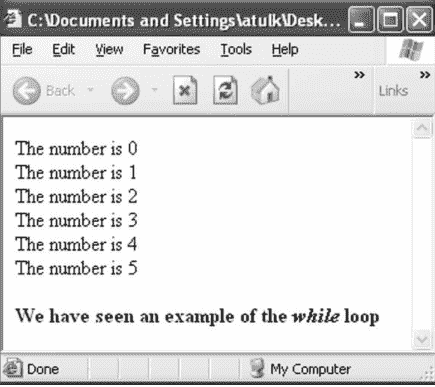 C:\Documents and Settings\atulk\Desk...
File Edit View Favorites Tools Help
Back » Links »
The number is 0
The number is 1
The number is 2
The number is 3
The number is 4
The number is 5
We have seen an example of the while loop
Done My Computer